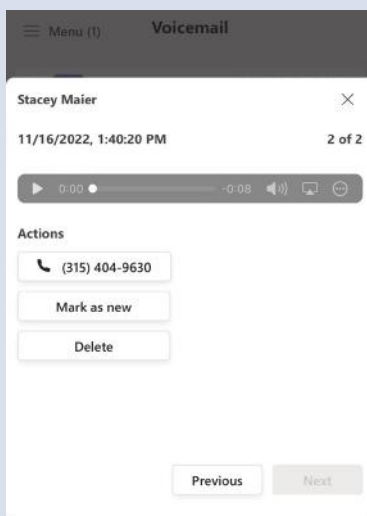 Menu (1) Voicemail
Stacey Maier
11/16/2022, 1:40:20 PM 2 of 2
0:00 -0:08
Actions
(315) 404-9630
Mark as new
Delete
Previous Next